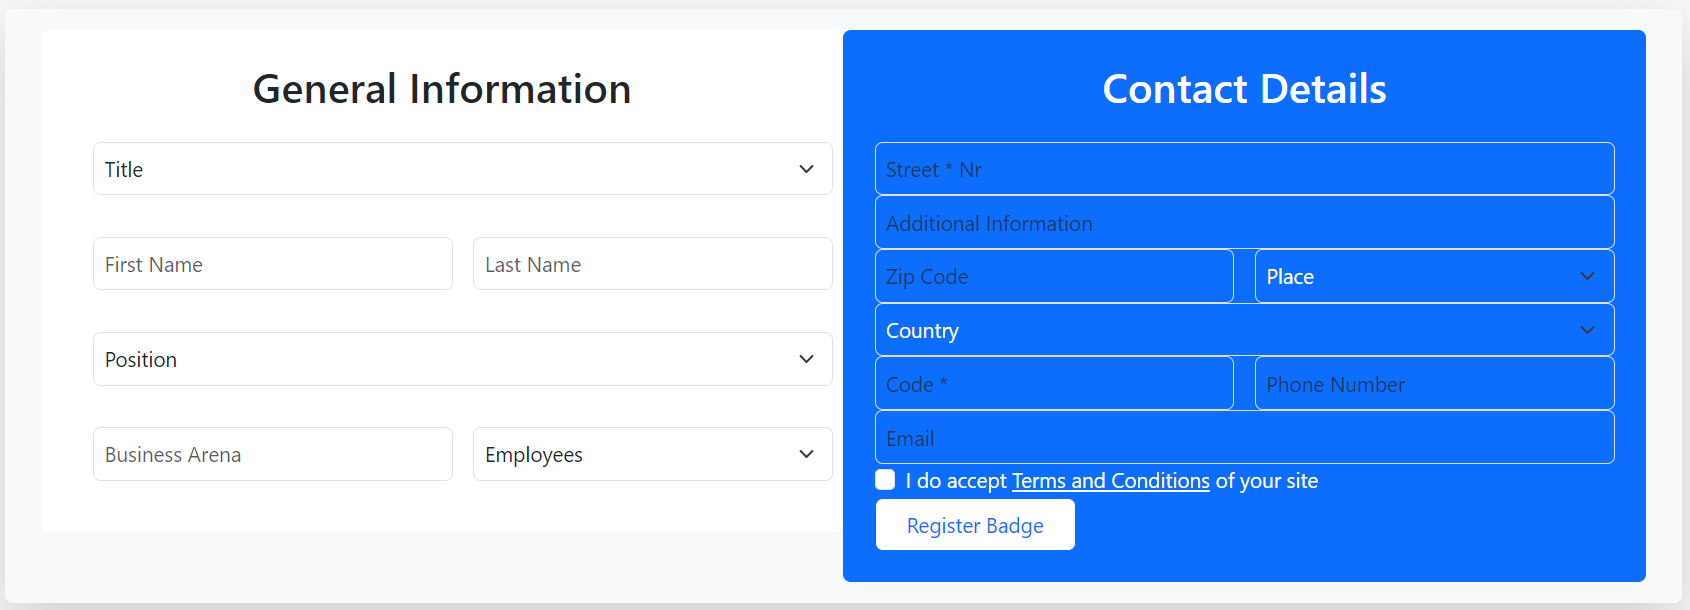 General Information
Title
First Name Last Name
Position
Business Arena Employees
Contact Details
Street * Nr
Additional Information
Zip Code Place
Country
Code * Phone Number
Email
I do accept Terms and Conditions of your site
Register Badge